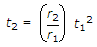 t₂ = (r₂/r₁) t₁²